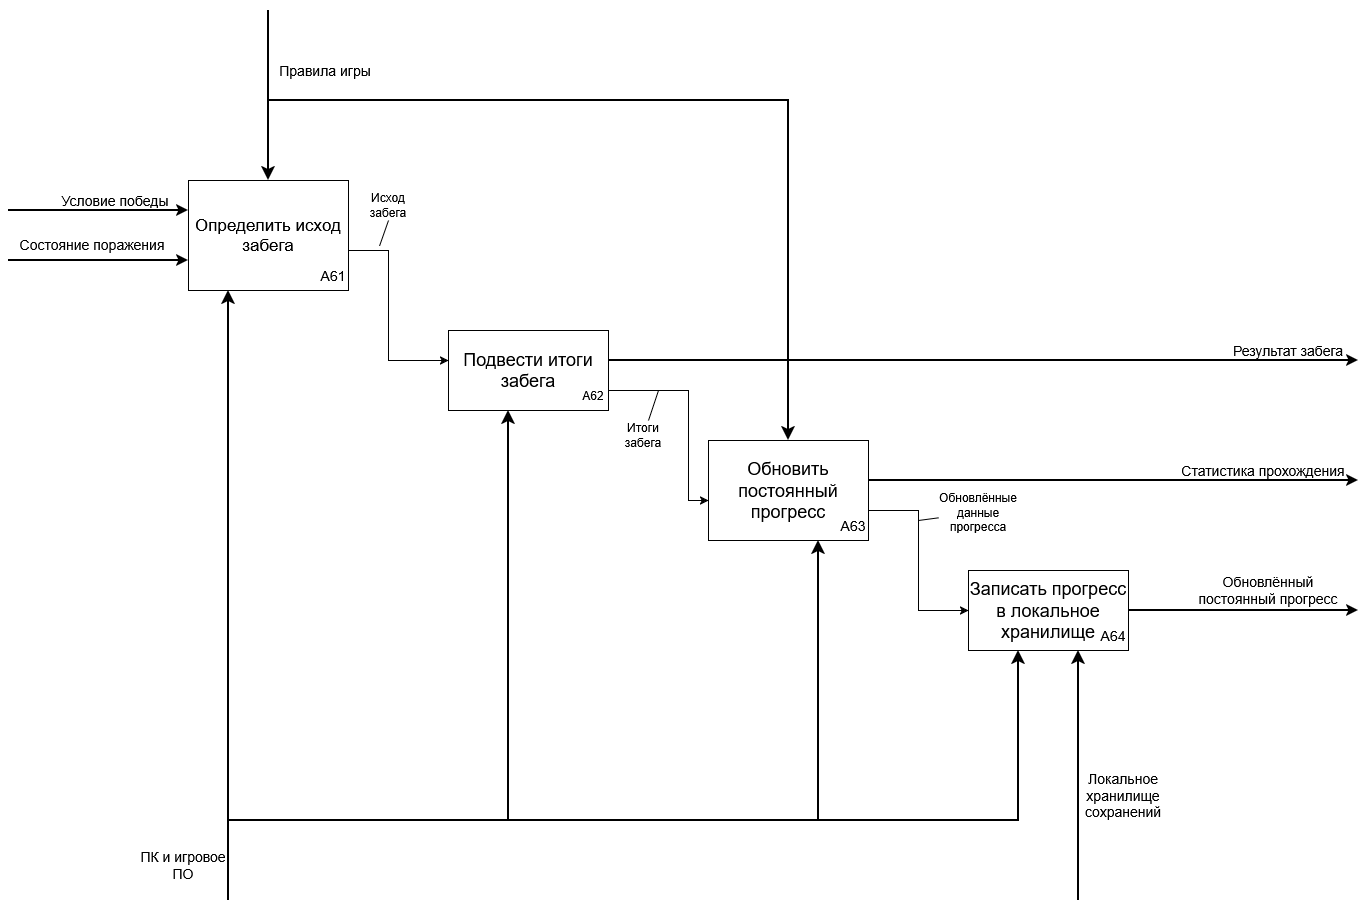 Правила игры
Условие победы
Состояние поражения
Определить исход
забега
A61
Исход
забега
Подвести итоги
забега
A62
Результат забега
Итоги
забега
Обновить
постоянный
прогресс
A63
Статистика прохождения
Обновлённые
данные
прогресса
Записать прогресс
в локальное
хранилище
A64
Обновлённый
постоянный прогресс
Локальное
хранилище
сохранений
ПК и игровое
ПО